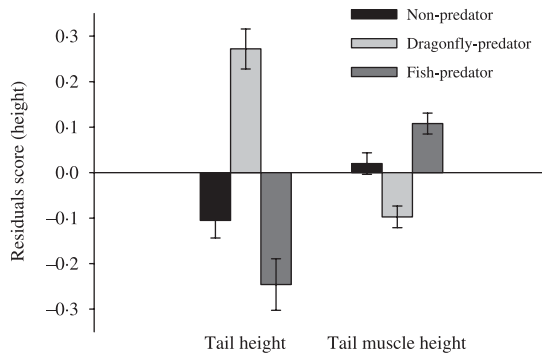 Non-predator
Dragonfly-predator
Fish-predator
0·3
0·2
0·1
0·0
–0·1
–0·2
–0·3
Residuals score (height)
Tail height
Tail muscle height